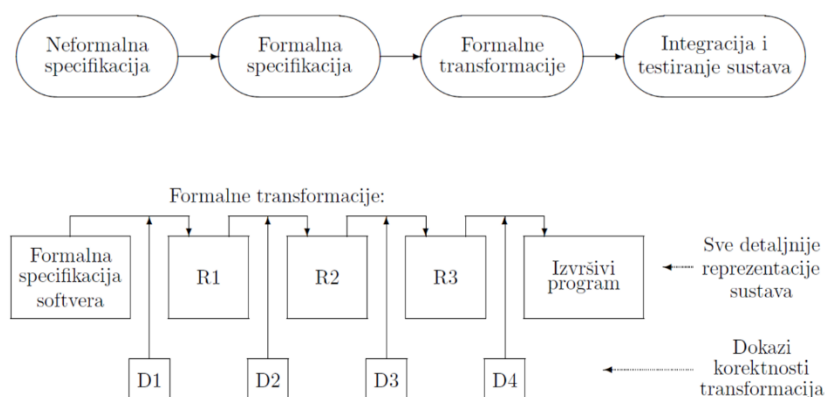 Neformalna
specifikacija
Formalna
specifikacija
Formalne
transformacije
Integracija i
testiranje sustava
Formalne transformacije:
Formalna
specifikacija
softvera
R1
R2
R3
Izvršivi
program
Sve detaljnije
reprezentacije
sustava
D1
D2
D3
D4
Dokazi
korektnosti
transformacija